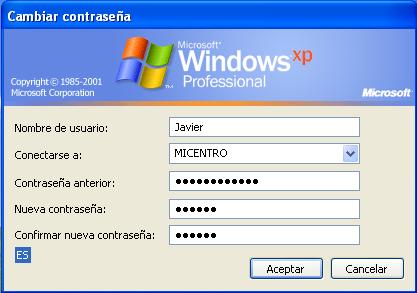 Cambiar contraseña
Microsoft®
Windows xp
Professional
Copyright © 1985-2001
Microsoft Corporation
Microsoft
Nombre de usuario: Javier
Conectarse a: MICENTRO
Contraseña anterior: ●●●●●●●●●●●●
Nueva contraseña: ●●●●●●
Confirmar nueva contraseña: ●●●●●●
ES
Aceptar Cancelar